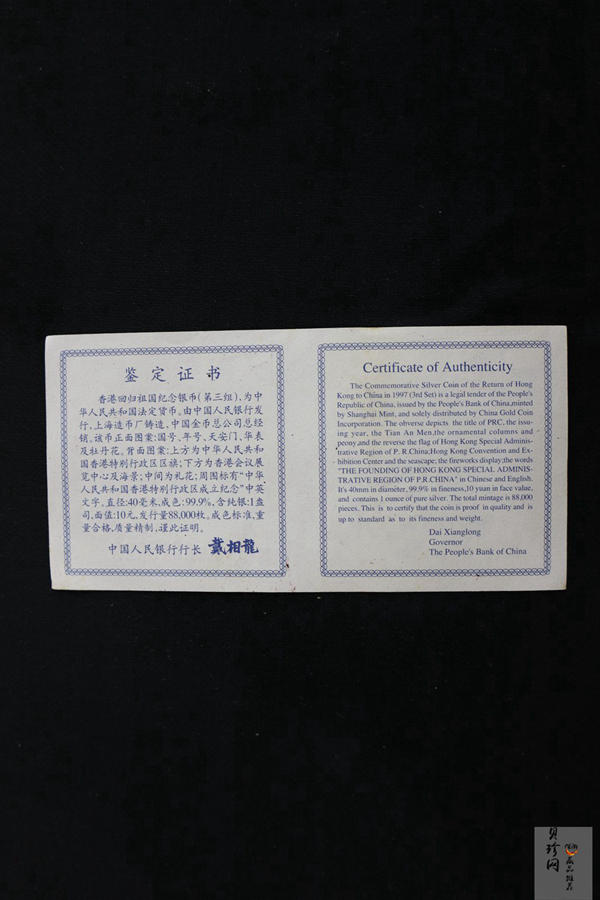 鉴定证书
香港回归祖国纪念银币(第三组),为中
华人民共和国法定货币。由中国人民银行发
行,上海造币厂铸造,中国金币总公司总经
销。该币正面图案:国号、年号、天安门、华表
及牡丹花。背面图案:上方为中华人民共和
国香港特别行政区区旗;下方为香港会议展
览中心及海景;中间为礼花;周围标有“中华
人民共和国香港特别行政区成立纪念”中英
文字。直径:40毫米,成色:99.9%,含纯银:1盎
司,面值:10元,发行量88,000枚。成色标准,重
量合格,质量精制,谨此证明。
中国人民银行行长 戴相龍
Certificate of Authenticity
The Commemorative Silver Coin of the Return of Hong
Kong to China in 1997 (3rd Set) is a legal tender of the People's
Republic of China, issued by the People's Bank of China,minted
by Shanghai Mint, and solely distributed by China Gold Coin
Incorporation. The obverse depicts the title of PRC, the issu-
ing year, the Tian An Men,the ornamental columns and
peony,and the reverse the flag of Hong Kong Special Adminis-
trative Region of P. R.China;Hong Kong Convention and Ex-
hibition Center and the seascape; the fireworks display;the words
"THE FOUNDING OF HONG KONG SPECIAL ADMINIS-
TRATIVE REGION OF P.R.CHINA" in Chinese and English.
It's 40mm in diameter, 99.9% in fineness,10 yuan in face value,
and contains 1 ounce of pure silver. The total mintage is 88,000
pieces. This is to certify that the coin is proof in quality and is
up to standard as to its fineness and weight.
Dai Xianglong
Governor
The People's Bank of China
贝珍网